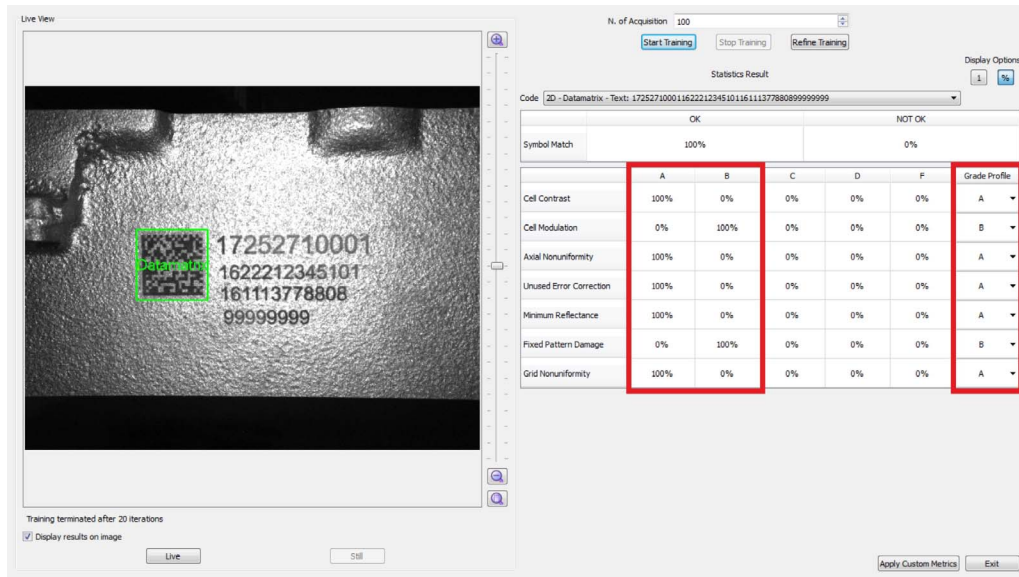 Live View
N. of Acquisition 100
Start Training Stop Training Refine Training
Display Options
Statistics Result
1 %
Code 2D - Datamatrix - Text: 17252710001162221234510116111377880899999999
OK NOT OK
Symbol Match 100% 0%
A B C D F Grade Profile
Cell Contrast 100% 0% 0% 0% 0% A
Cell Modulation 0% 100% 0% 0% 0% B
Axial Nonuniformity 100% 0% 0% 0% 0% A
Unused Error Correction 100% 0% 0% 0% 0% A
Minimum Reflectance 100% 0% 0% 0% 0% A
Fixed Pattern Damage 0% 100% 0% 0% 0% B
Grid Nonuniformity 100% 0% 0% 0% 0% A
Datamatrix
17252710001
1622212345101
161113778808
99999999
Training terminated after 20 iterations
Display results on image
Live Still
Apply Custom Metrics Exit